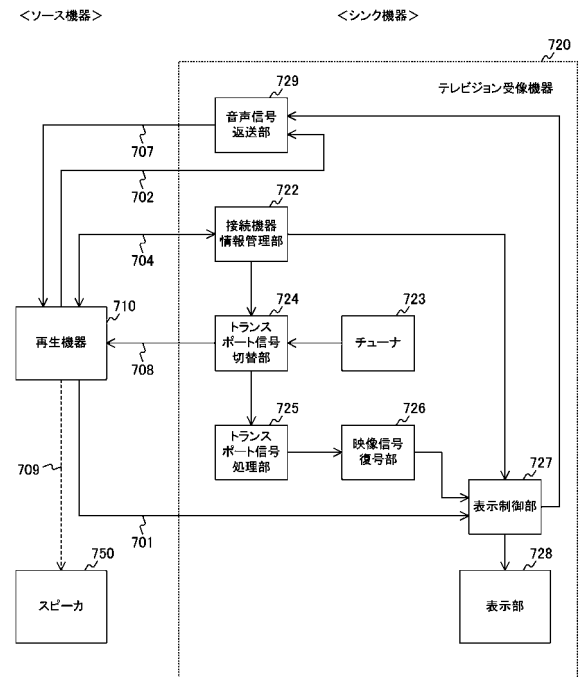 ＜ソース機器＞
＜シンク機器＞
720
テレビジョン受像機器
729
音声信号
返送部
707
702
722
接続機器
情報管理部
704
710
再生機器
724
トランス
ポート信号
切替部
723
チューナ
708
725
トランス
ポート信号
処理部
726
映像信号
復号部
709
727
表示制御部
701
750
スピーカ
728
表示部